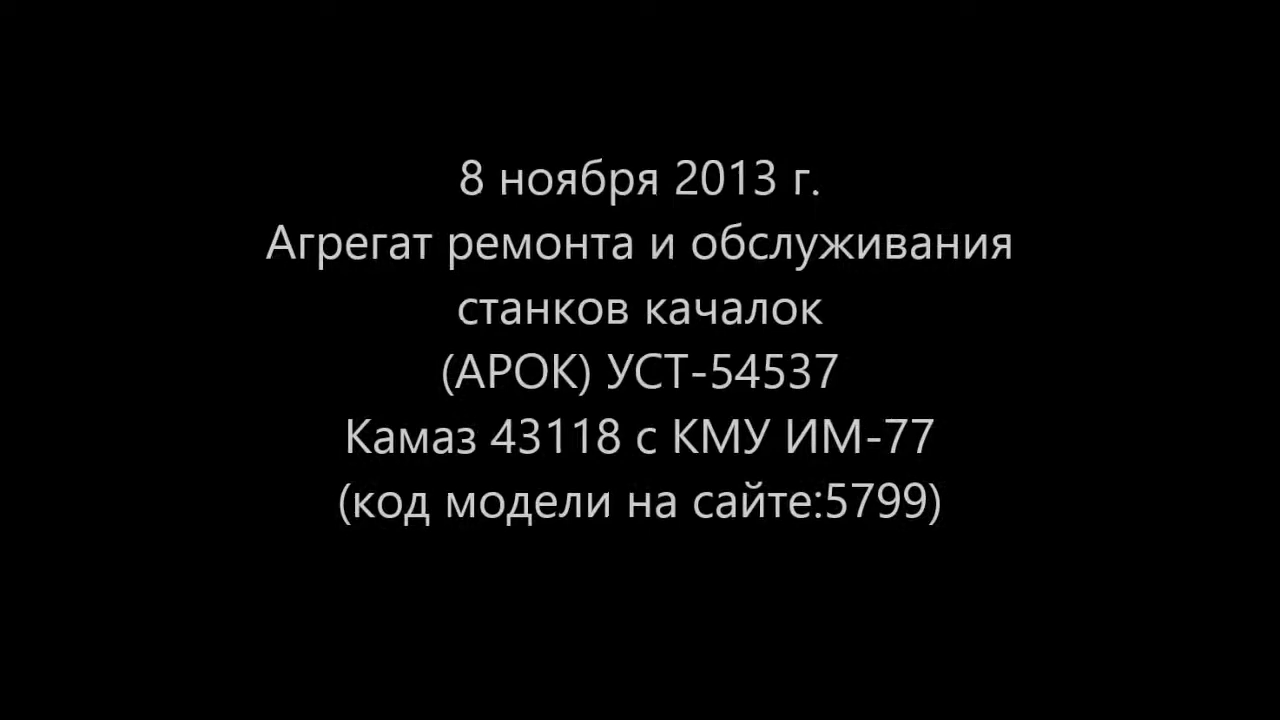 8 ноября 2013 г.
Агрегат ремонта и обслуживания
станков качалок
(АРОК) УСТ-54537
Камаз 43118 с КМУ ИМ-77
(код модели на сайте:5799)